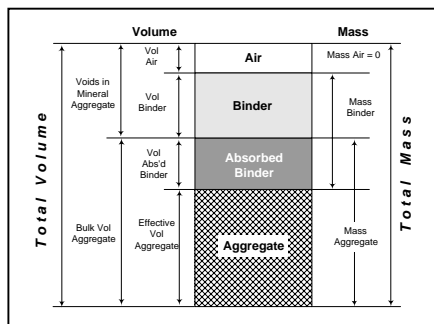 Volume
Mass
Total Volume
Voids in
Mineral
Aggregate
Bulk Vol
Aggregate
Vol
Air
Vol
Binder
Vol
Abs'd
Binder
Effective
Vol
Aggregate
Air
Binder
Absorbed
Binder
Aggregate
Mass Air = 0
Mass
Binder
Mass
Aggregate
Total Mass